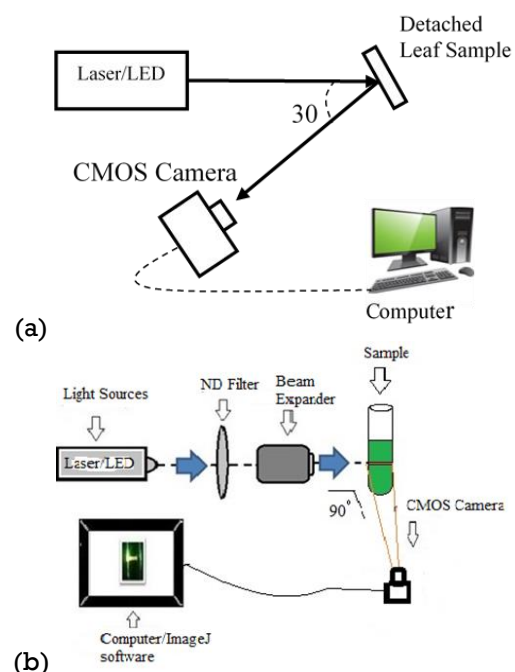 Detached
Leaf Sample
Laser/LED
30
CMOS Camera
Computer
(a)
Sample
Light Sources
ND Filter
Beam
Expander
Laser/LED
90°
CMOS Camera
Computer/ImageJ
software
(b)